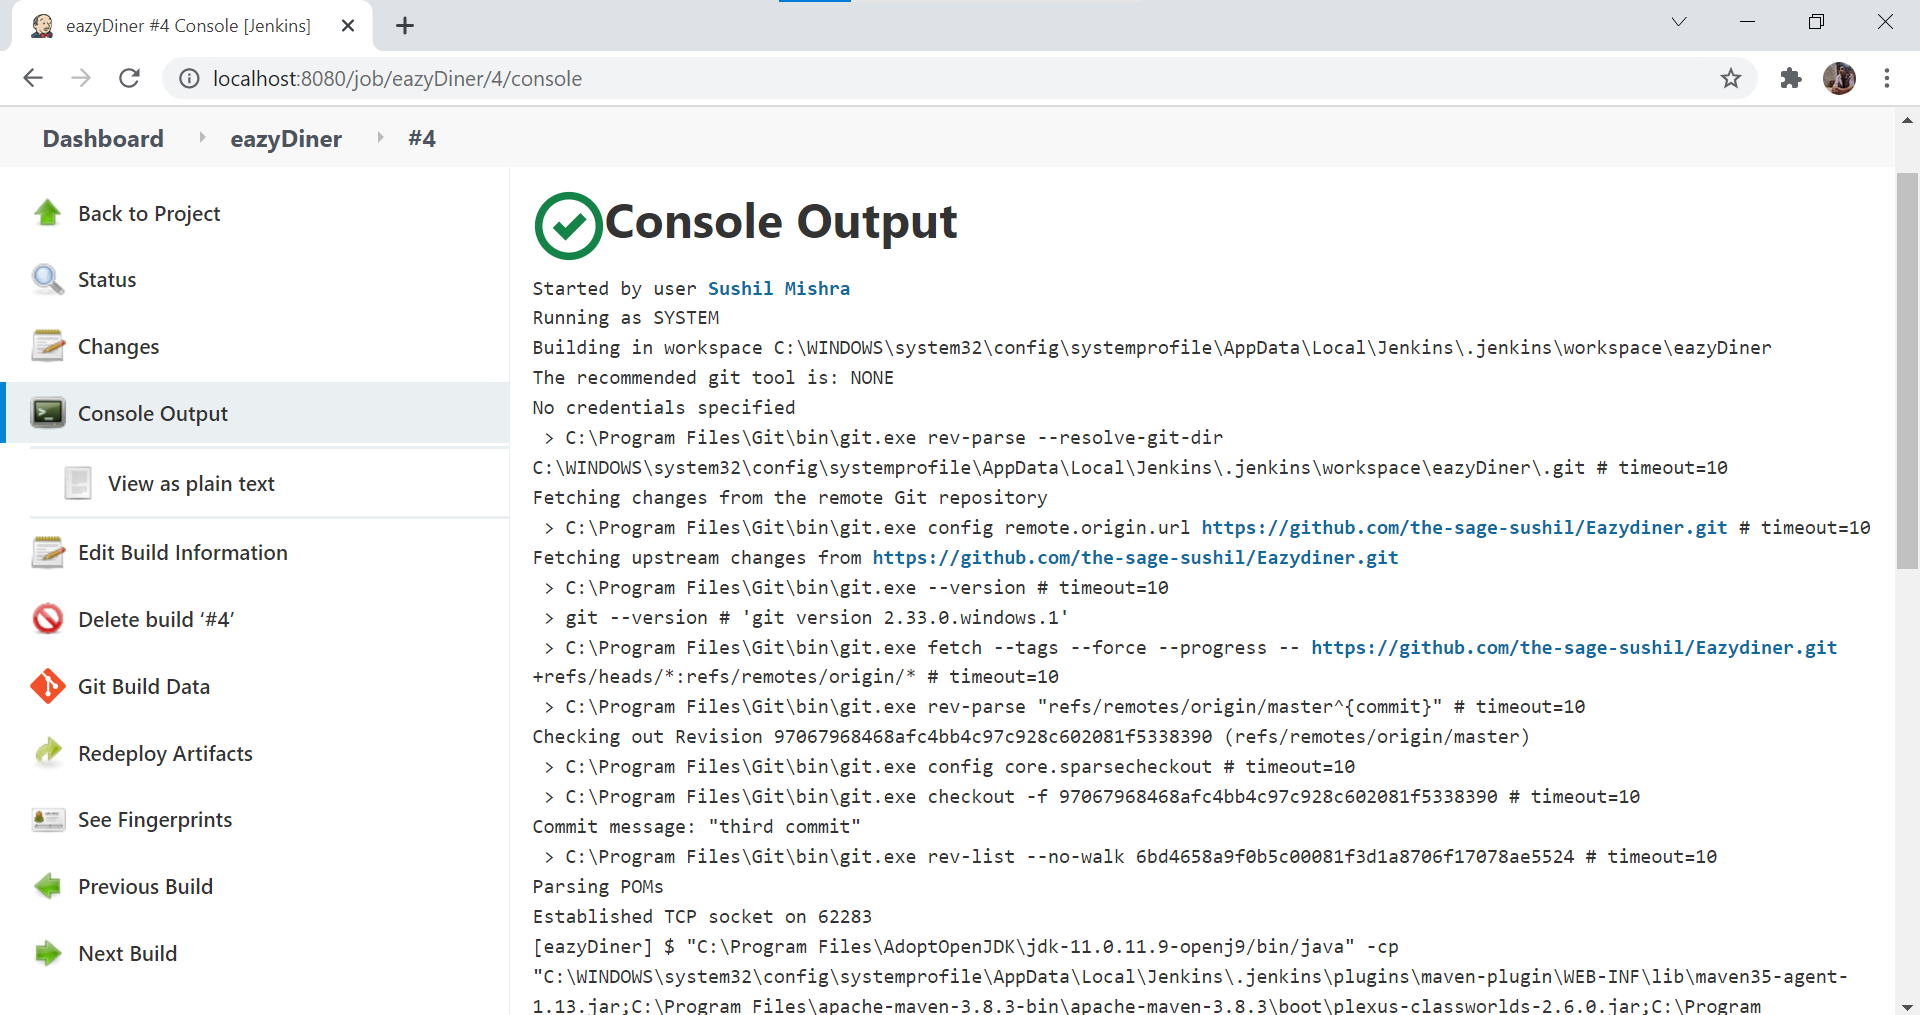 eazyDiner #4 Console [Jenkins]
localhost:8080/job/eazyDiner/4/console
Dashboard eazyDiner #4
Back to Project
Status
Changes
Console Output
View as plain text
Edit Build Information
Delete build ‘#4’
Git Build Data
Redeploy Artifacts
See Fingerprints
Previous Build
Next Build
Console Output
Started by user Sushil Mishra
Running as SYSTEM
Building in workspace C:\WINDOWS\system32\config\systemprofile\AppData\Local\Jenkins\.jenkins\workspace\eazyDiner
The recommended git tool is: NONE
No credentials specified
> C:\Program Files\Git\bin\git.exe rev-parse --resolve-git-dir
C:\WINDOWS\system32\config\systemprofile\AppData\Local\Jenkins\.jenkins\workspace\eazyDiner\.git # timeout=10
Fetching changes from the remote Git repository
> C:\Program Files\Git\bin\git.exe config remote.origin.url https://github.com/the-sage-sushil/Eazydiner.git # timeout=10
Fetching upstream changes from https://github.com/the-sage-sushil/Eazydiner.git
> C:\Program Files\Git\bin\git.exe --version # timeout=10
> git --version # 'git version 2.33.0.windows.1'
> C:\Program Files\Git\bin\git.exe fetch --tags --force --progress -- https://github.com/the-sage-sushil/Eazydiner.git
+refs/heads/*:refs/remotes/origin/* # timeout=10
> C:\Program Files\Git\bin\git.exe rev-parse "refs/remotes/origin/master^{commit}" # timeout=10
Checking out Revision 97067968468afc4bb4c97c928c602081f5338390 (refs/remotes/origin/master)
> C:\Program Files\Git\bin\git.exe config core.sparsecheckout # timeout=10
> C:\Program Files\Git\bin\git.exe checkout -f 97067968468afc4bb4c97c928c602081f5338390 # timeout=10
Commit message: "third commit"
> C:\Program Files\Git\bin\git.exe rev-list --no-walk 6bd4658a9f0b5c00081f3d1a8706f17078ae5524 # timeout=10
Parsing POMs
Established TCP socket on 62283
[eazyDiner] $ "C:\Program Files\AdoptOpenJDK\jdk-11.0.11.9-openj9/bin/java" -cp
"C:\WINDOWS\system32\config\systemprofile\AppData\Local\Jenkins\.jenkins\plugins\maven-plugin\WEB-INF\lib\maven35-agent-
1.13.jar;C:\Program Files\apache-maven-3.8.3-bin\apache-maven-3.8.3\boot\plexus-classworlds-2.6.0.jar;C:\Program